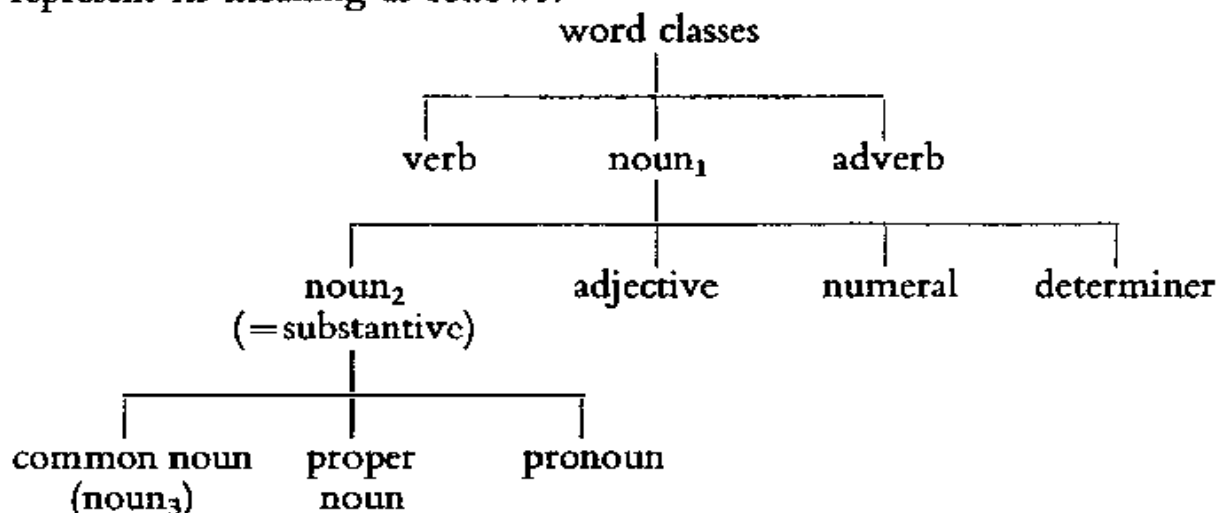 represent its meaning as follows:
word classes
verb noun₁ adverb
noun₂ adjective numeral determiner
(=substantive)
common noun proper pronoun
(noun₃) noun